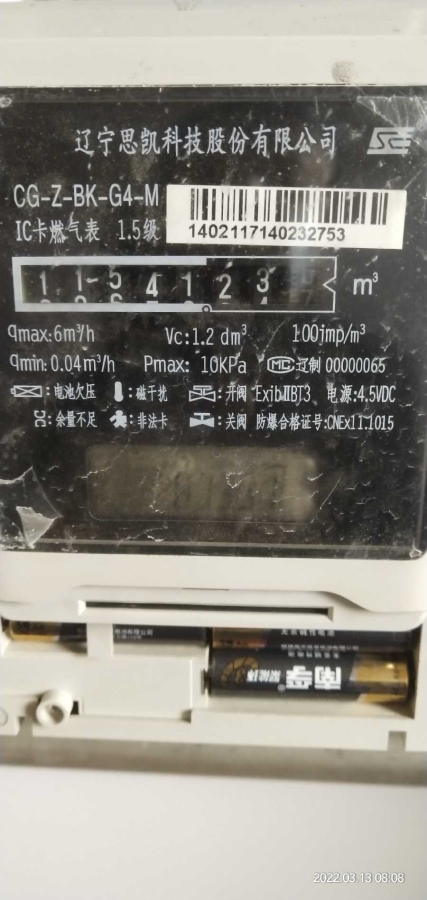 辽宁思凯科技股份有限公司
CG-Z-BK-G4-M
IC卡燃气表 1.5级
1402117140232753
m³
qmax:6m³/h Vc:1.2 dm³ 100imp/m³
qmin:0.04m³/h Pmax: 10KPa MC 辽制 00000065
:电池欠压 :磁干扰 :开阀 ExibⅡBT3 电源:4.5VDC
:余量不足 :非法卡 :关阀 防爆合格证号:CNEx11.1015
南孚 聚能环
2022.03.13 08:08